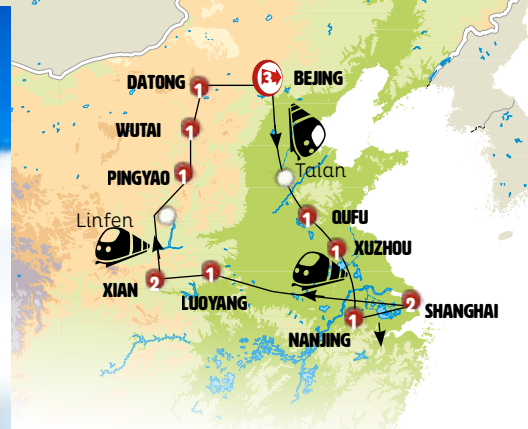 DATONG
1
3
BEJING
WUTAI
1
PINGYAO
1
Taian
Linfen
1
QUFU
1
XUZHOU
XIAN
2
1
LUOYANG
2
SHANGHAI
1
NANJING